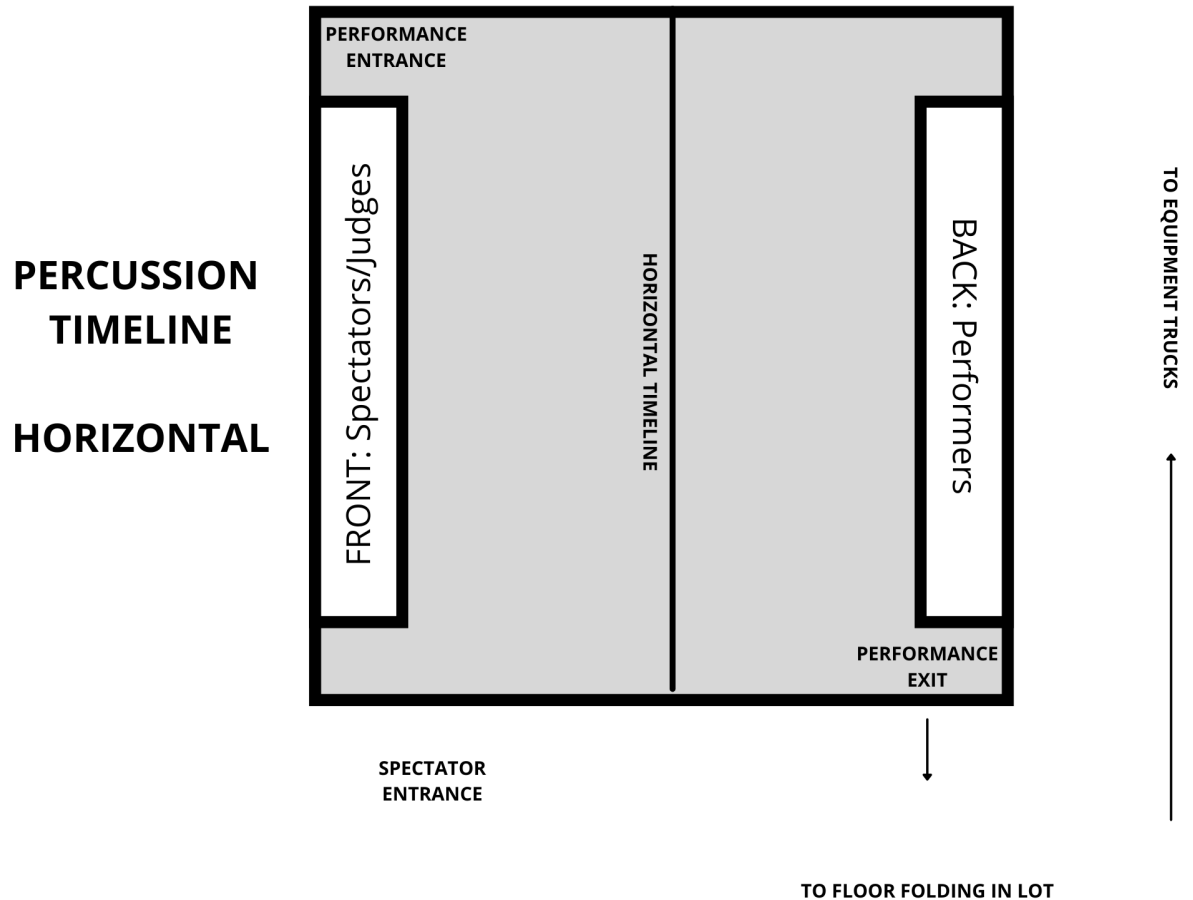 PERFORMANCE
ENTRANCE
PERCUSSION
TIMELINE
HORIZONTAL
FRONT: Spectators/Judges
HORIZONTAL TIMELINE
BACK: Performers
TO EQUIPMENT TRUCKS
PERFORMANCE
EXIT
SPECTATOR
ENTRANCE
TO FLOOR FOLDING IN LOT